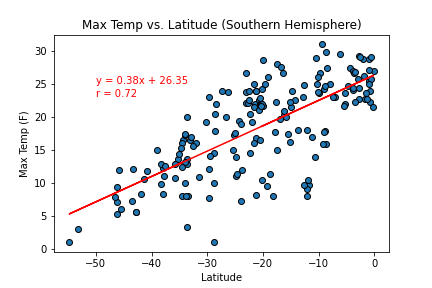 Max Temp vs. Latitude (Southern Hemisphere)
30
25
20
15
10
5
0
Max Temp (F)
y = 0.38x + 26.35
r = 0.72
−50 −40 −30 −20 −10 0
Latitude